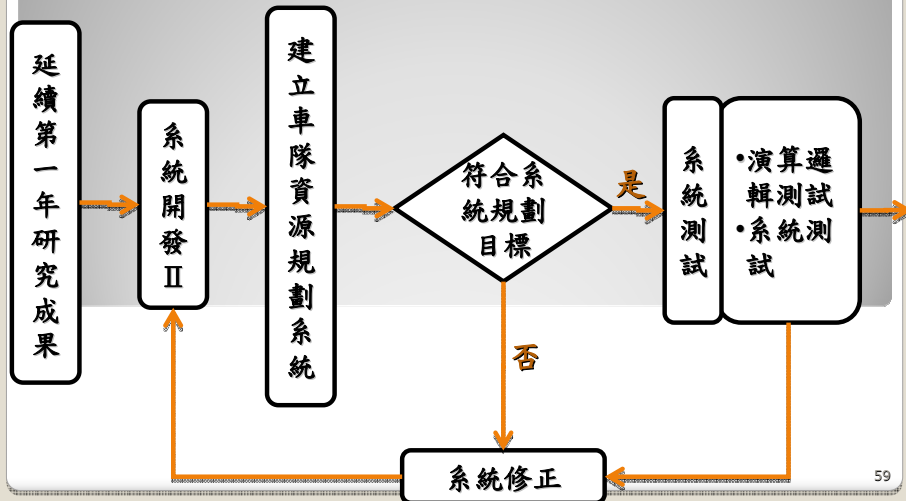 延續第一年研究成果
系統開發Ⅱ
建立車隊資源規劃系統
符合系
統規劃
目標
是
否
系統測試
•演算邏
輯測試
•系統測
試
系統修正
59